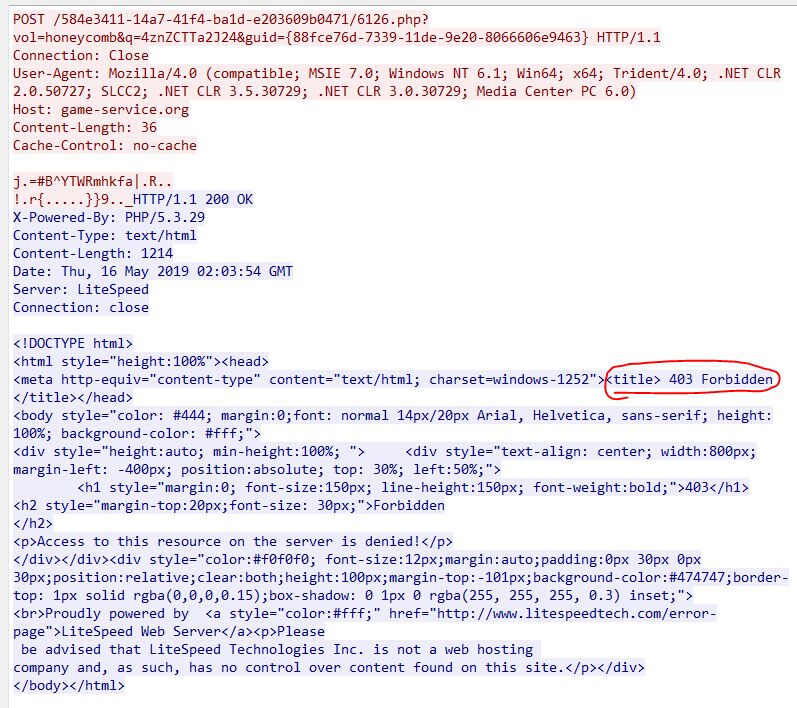 POST /584e3411-14a7-41f4-ba1d-e203609b0471/6126.php?
vol=honeycomb&q=4znZCTTa2J24&guid={88fce76d-7339-11de-9e20-8066606e9463} HTTP/1.1
Connection: Close
User-Agent: Mozilla/4.0 (compatible; MSIE 7.0; Windows NT 6.1; Win64; x64; Trident/4.0; .NET CLR
2.0.50727; SLCC2; .NET CLR 3.5.30729; .NET CLR 3.0.30729; Media Center PC 6.0)
Host: game-service.org
Content-Length: 36
Cache-Control: no-cache

j.=#B^YTWRmhkfa|.R..
!.r{.....}}9.._HTTP/1.1 200 OK
X-Powered-By: PHP/5.3.29
Content-Type: text/html
Content-Length: 1214
Date: Thu, 16 May 2019 02:03:54 GMT
Server: LiteSpeed
Connection: close

<!DOCTYPE html>
<html style="height:100%"><head>
<meta http-equiv="content-type" content="text/html; charset=windows-1252"><title> 403 Forbidden
</title></head>
<body style="color: #444; margin:0;font: normal 14px/20px Arial, Helvetica, sans-serif; height:
100%; background-color: #fff;">
<div style="height:auto; min-height:100%; ">     <div style="text-align: center; width:800px;
margin-left: -400px; position:absolute; top: 30%; left:50%;">
        <h1 style="margin:0; font-size:150px; line-height:150px; font-weight:bold;">403</h1>
<h2 style="margin-top:20px;font-size: 30px;">Forbidden
</h2>
<p>Access to this resource on the server is denied!</p>
</div></div><div style="color:#f0f0f0; font-size:12px;margin:auto;padding:0px 30px 0px
30px;position:relative;clear:both;height:100px;margin-top:-101px;background-color:#474747;border-
top: 1px solid rgba(0,0,0,0.15);box-shadow: 0 1px 0 rgba(255, 255, 255, 0.3) inset;">
<br>Proudly powered by  <a style="color:#fff;" href="http://www.litespeedtech.com/error-
page">LiteSpeed Web Server</a><p>Please
 be advised that LiteSpeed Technologies Inc. is not a web hosting
company and, as such, has no control over content found on this site.</p></div>
</body></html>